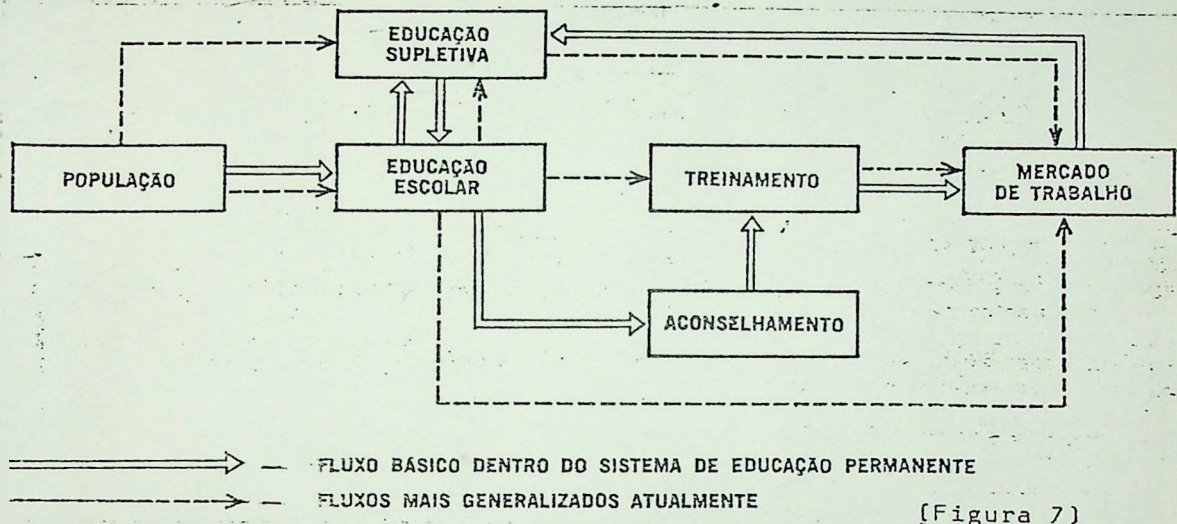 EDUCAÇÃO
SUPLETIVA
POPULAÇÃO
EDUCAÇÃO
ESCOLAR
TREINAMENTO
MERCADO
DE TRABALHO
ACONSELHAMENTO
— FLUXO BÁSICO DENTRO DO SISTEMA DE EDUCAÇÃO PERMANENTE
— FLUXOS MAIS GENERALIZADOS ATUALMENTE
(Figura 7)